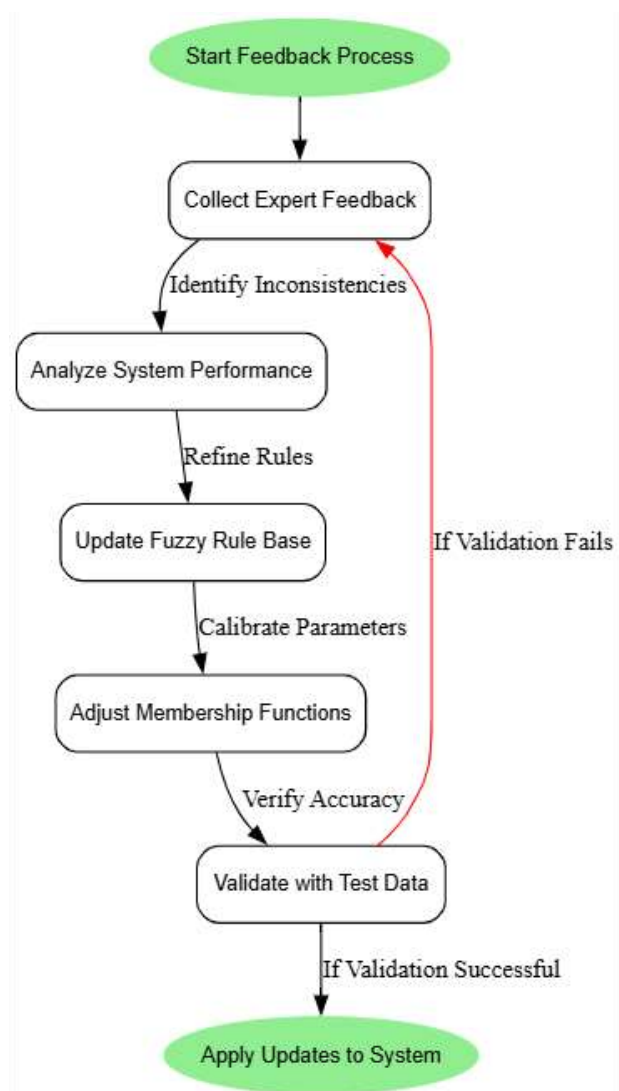 Start Feedback Process
Collect Expert Feedback
Identify Inconsistencies
Analyze System Performance
Refine Rules
Update Fuzzy Rule Base
If Validation Fails
Calibrate Parameters
Adjust Membership Functions
Verify Accuracy
Validate with Test Data
If Validation Successful
Apply Updates to System